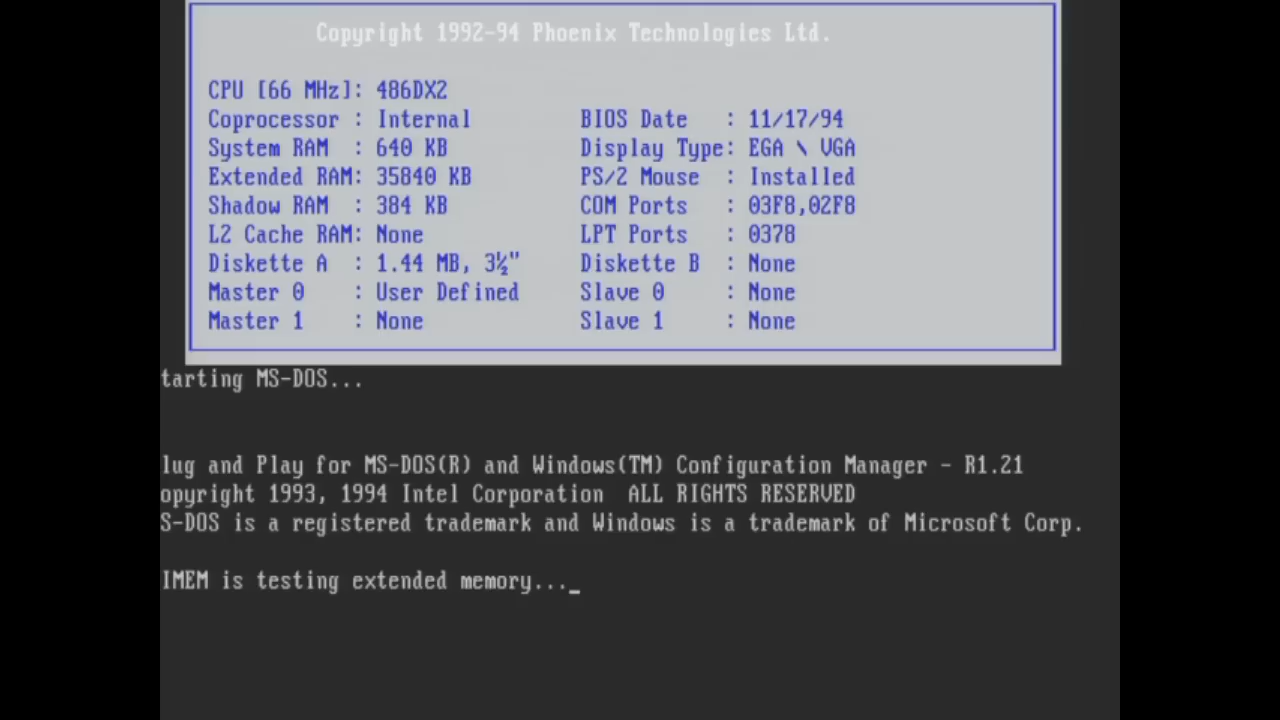 Copyright 1992-94 Phoenix Technologies Ltd.
CPU [66 MHz]: 486DX2
Coprocessor : Internal BIOS Date : 11/17/94
System RAM : 640 KB Display Type: EGA \ VGA
Extended RAM: 35840 KB PS/2 Mouse : Installed
Shadow RAM : 384 KB COM Ports : 03F8,02F8
L2 Cache RAM: None LPT Ports : 0378
Diskette A : 1.44 MB, 3½" Diskette B : None
Master 0 : User Defined Slave 0 : None
Master 1 : None Slave 1 : None
tarting MS-DOS...
lug and Play for MS-DOS(R) and Windows(TM) Configuration Manager - R1.21
opyright 1993, 1994 Intel Corporation ALL RIGHTS RESERVED
S-DOS is a registered trademark and Windows is a trademark of Microsoft Corp.
IMEM is testing extended memory..._